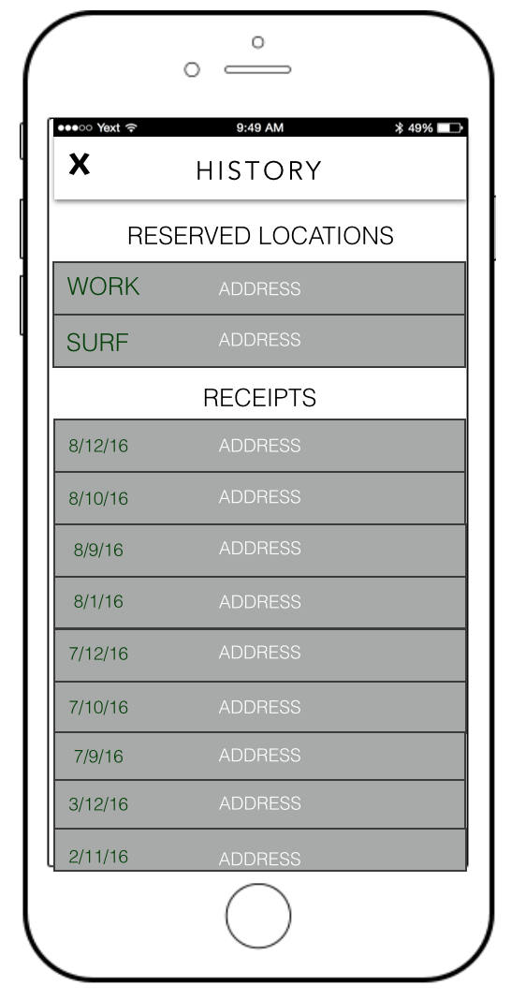 Yext 9:49 AM 49%
X HISTORY
RESERVED LOCATIONS
WORK ADDRESS
SURF ADDRESS
RECEIPTS
8/12/16 ADDRESS
8/10/16 ADDRESS
8/9/16 ADDRESS
8/1/16 ADDRESS
7/12/16 ADDRESS
7/10/16 ADDRESS
7/9/16 ADDRESS
3/12/16 ADDRESS
2/11/16 ADDRESS